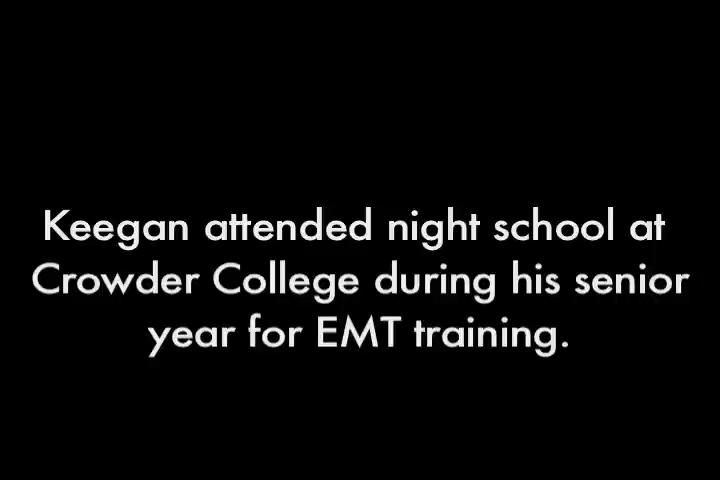 Keegan attended night school at
Crowder College during his senior
year for EMT training.